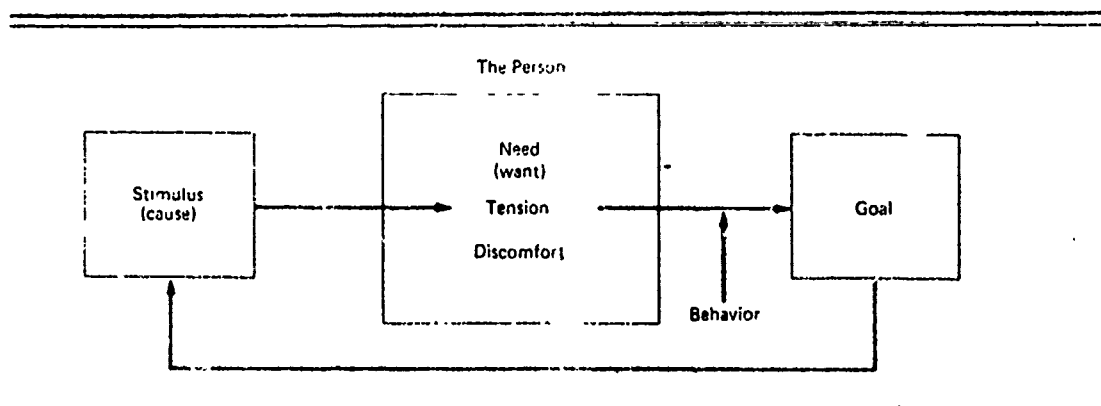 The Person
Stimulus
(cause)
Need
(want)
Tension
Discomfort
Goal
Behavior